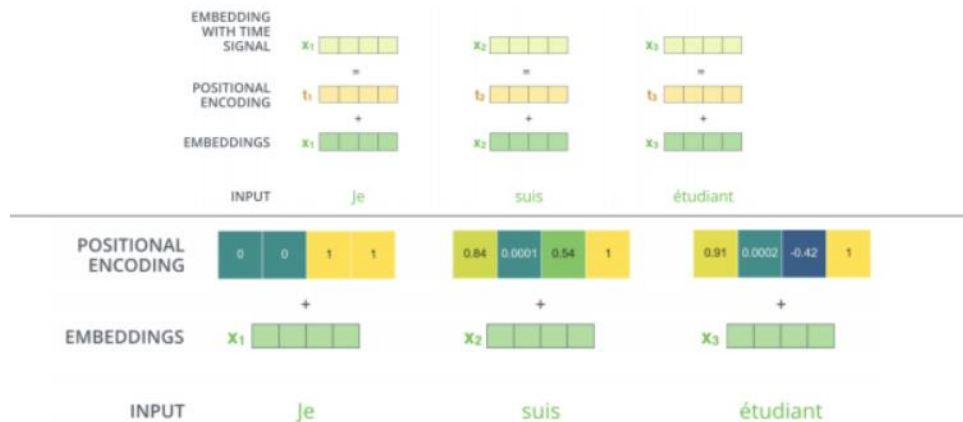 EMBEDDING
WITH TIME
SIGNAL
x₁ x₂ x₃
= = =
POSITIONAL
ENCODING
t₁ t₂ t₃
+ + +
EMBEDDINGS x₁ x₂ x₃
INPUT Je suis étudiant
POSITIONAL
ENCODING
0 0 1 1 0.84 0.0001 0.54 1 0.91 0.0002 -0.42 1
+ + +
EMBEDDINGS x₁ x₂ x₃
INPUT Je suis étudiant